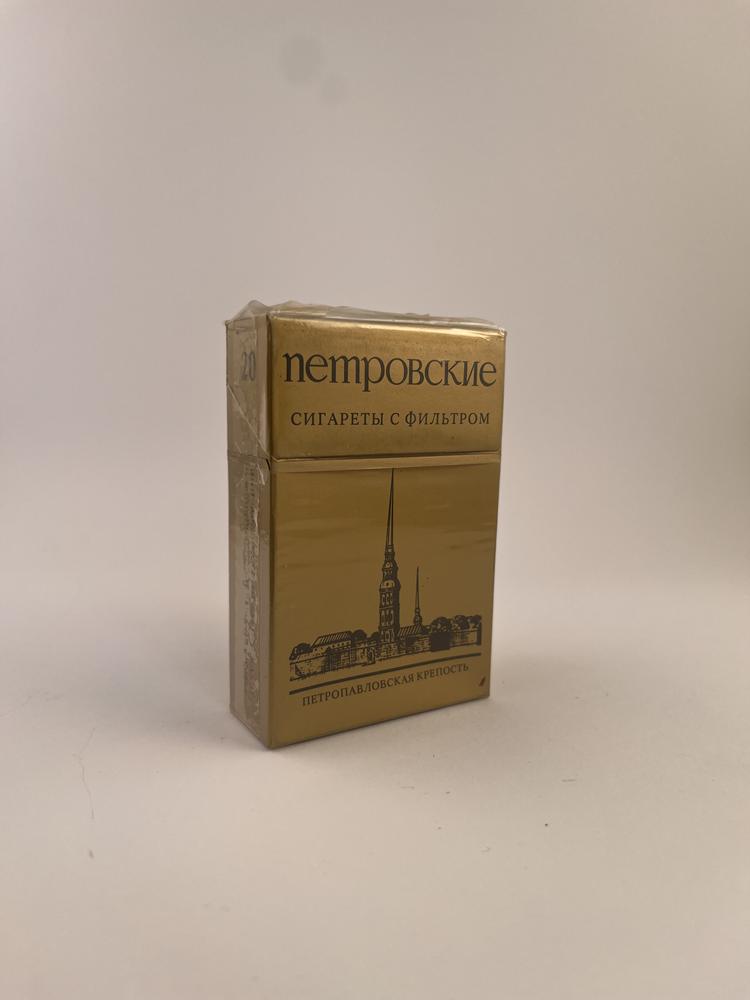 20
петровские
СИГАРЕТЫ С ФИЛЬТРОМ
ПЕТРОПАВЛОВСКАЯ КРЕПОСТЬ